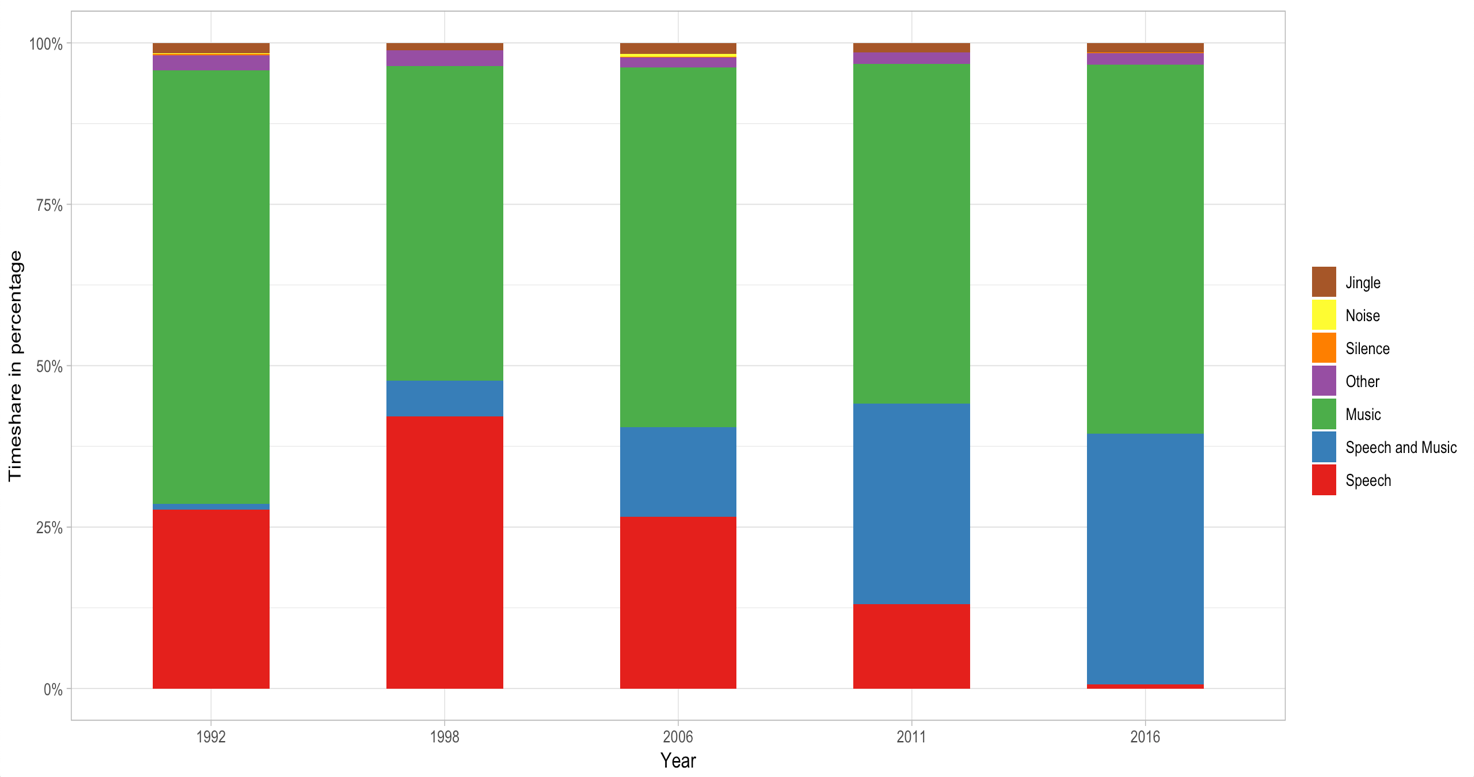 100%
75%
50%
25%
0%
Timeshare in percentage
1992 1998 2006 2011 2016
Year
Jingle
Noise
Silence
Other
Music
Speech and Music
Speech